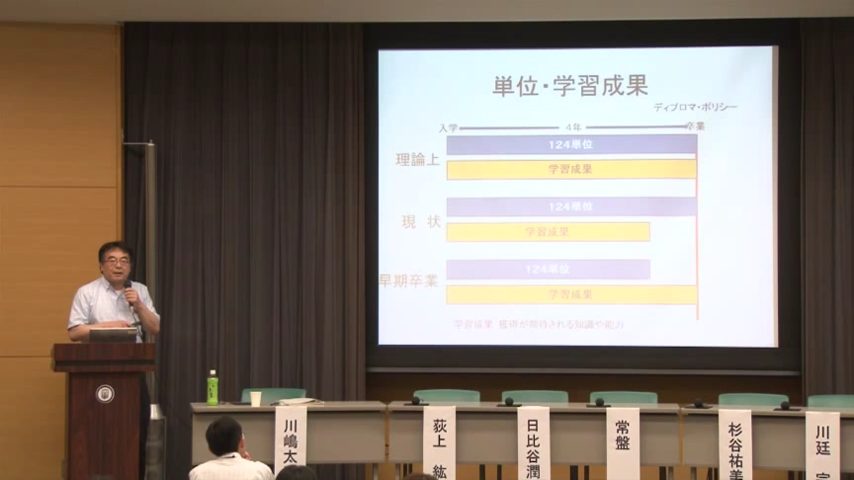 単位・学習成果
ディプロマ・ポリシー
入学 4年 卒業
理論上 124単位
学習成果
現 状 124単位
学習成果
早期卒業 124単位
学習成果
学習成果 獲得が期待される知識や能力
川嶋太
荻上 紘
日比谷潤
常盤
杉谷祐美
川廷 宗